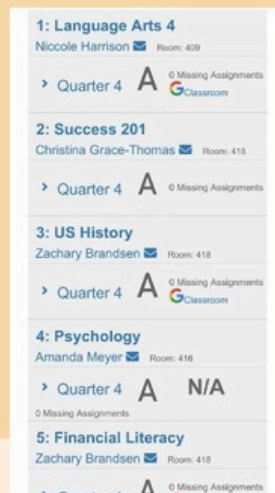 1: Language Arts 4
Niccole Harrison Room: 409
Quarter 4 A 0 Missing Assignments
Classroom
2: Success 201
Christina Grace-Thomas Room: 415
Quarter 4 A 0 Missing Assignments
3: US History
Zachary Brandsen Room: 418
Quarter 4 A 0 Missing Assignments
Classroom
4: Psychology
Amanda Meyer Room: 416
Quarter 4 A N/A
0 Missing Assignments
5: Financial Literacy
Zachary Brandsen Room: 418
Quarter 4 A 0 Missing Assignments